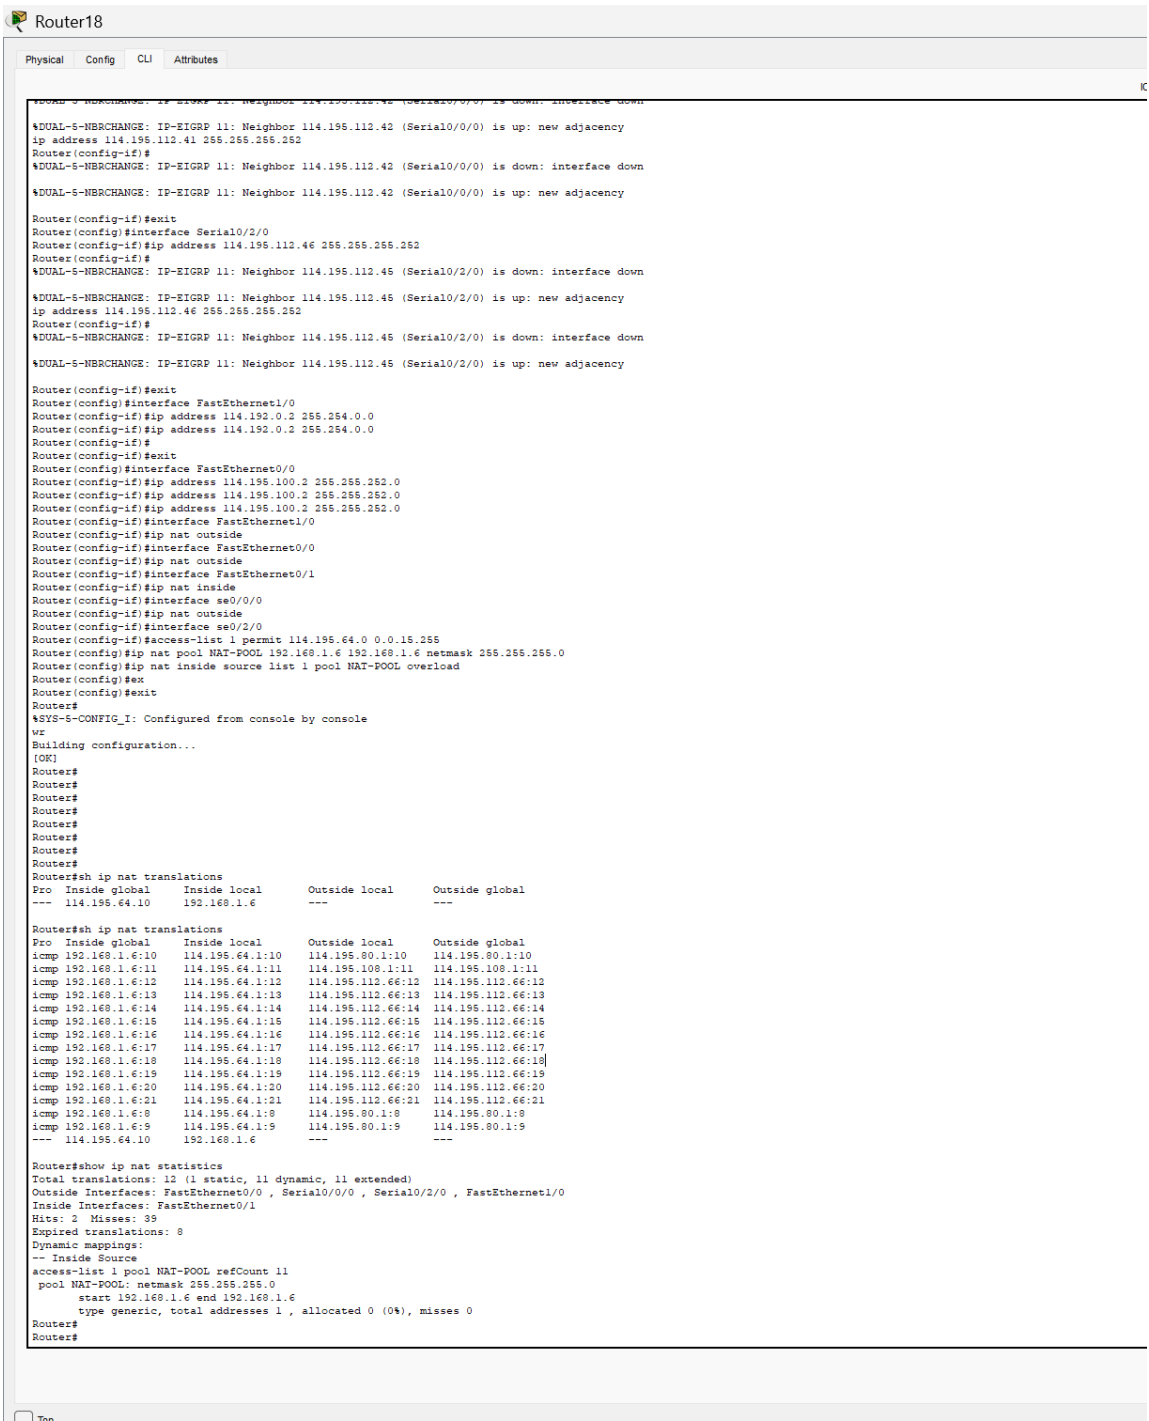 Router18
Physical Config CLI Attributes
IO
%DUAL-5-NBRCHANGE: IP-EIGRP 11: Neighbor 114.195.112.42 (Serial0/0/0) is down: interface down
%DUAL-5-NBRCHANGE: IP-EIGRP 11: Neighbor 114.195.112.42 (Serial0/0/0) is up: new adjacency
ip address 114.195.112.41 255.255.255.252
Router(config-if)#
%DUAL-5-NBRCHANGE: IP-EIGRP 11: Neighbor 114.195.112.42 (Serial0/0/0) is down: interface down
%DUAL-5-NBRCHANGE: IP-EIGRP 11: Neighbor 114.195.112.42 (Serial0/0/0) is up: new adjacency
Router(config-if)#exit
Router(config)#interface Serial0/2/0
Router(config-if)#ip address 114.195.112.46 255.255.255.252
Router(config-if)#
%DUAL-5-NBRCHANGE: IP-EIGRP 11: Neighbor 114.195.112.45 (Serial0/2/0) is down: interface down
%DUAL-5-NBRCHANGE: IP-EIGRP 11: Neighbor 114.195.112.45 (Serial0/2/0) is up: new adjacency
ip address 114.195.112.46 255.255.255.252
Router(config-if)#
%DUAL-5-NBRCHANGE: IP-EIGRP 11: Neighbor 114.195.112.45 (Serial0/2/0) is down: interface down
%DUAL-5-NBRCHANGE: IP-EIGRP 11: Neighbor 114.195.112.45 (Serial0/2/0) is up: new adjacency
Router(config-if)#exit
Router(config)#interface FastEthernet1/0
Router(config-if)#ip address 114.192.0.2 255.254.0.0
Router(config-if)#ip address 114.192.0.2 255.254.0.0
Router(config-if)#
Router(config-if)#exit
Router(config)#interface FastEthernet0/0
Router(config-if)#ip address 114.195.100.2 255.255.252.0
Router(config-if)#ip address 114.195.100.2 255.255.252.0
Router(config-if)#ip address 114.195.100.2 255.255.252.0
Router(config-if)#interface FastEthernet1/0
Router(config-if)#ip nat outside
Router(config-if)#interface FastEthernet0/0
Router(config-if)#ip nat outside
Router(config-if)#interface FastEthernet0/1
Router(config-if)#ip nat inside
Router(config-if)#interface se0/0/0
Router(config-if)#ip nat outside
Router(config-if)#interface se0/2/0
Router(config-if)#access-list 1 permit 114.195.64.0 0.0.15.255
Router(config)#ip nat pool NAT-POOL 192.168.1.6 192.168.1.6 netmask 255.255.255.0
Router(config)#ip nat inside source list 1 pool NAT-POOL overload
Router(config)#ex
Router(config)#exit
Router#
%SYS-5-CONFIG_I: Configured from console by console
wr
Building configuration...
[OK]
Router#
Router#
Router#
Router#
Router#
Router#
Router#
Router#
Router#sh ip nat translations
Pro Inside global Inside local Outside local Outside global
--- 114.195.64.10 192.168.1.6 --- ---
Router#sh ip nat translations
Pro Inside global Inside local Outside local Outside global
icmp 192.168.1.6:10 114.195.64.1:10 114.195.80.1:10 114.195.80.1:10
icmp 192.168.1.6:11 114.195.64.1:11 114.195.108.1:11 114.195.108.1:11
icmp 192.168.1.6:12 114.195.64.1:12 114.195.112.66:12 114.195.112.66:12
icmp 192.168.1.6:13 114.195.64.1:13 114.195.112.66:13 114.195.112.66:13
icmp 192.168.1.6:14 114.195.64.1:14 114.195.112.66:14 114.195.112.66:14
icmp 192.168.1.6:15 114.195.64.1:15 114.195.112.66:15 114.195.112.66:15
icmp 192.168.1.6:16 114.195.64.1:16 114.195.112.66:16 114.195.112.66:16
icmp 192.168.1.6:17 114.195.64.1:17 114.195.112.66:17 114.195.112.66:17
icmp 192.168.1.6:18 114.195.64.1:18 114.195.112.66:18 114.195.112.66:18
icmp 192.168.1.6:19 114.195.64.1:19 114.195.112.66:19 114.195.112.66:19
icmp 192.168.1.6:20 114.195.64.1:20 114.195.112.66:20 114.195.112.66:20
icmp 192.168.1.6:21 114.195.64.1:21 114.195.112.66:21 114.195.112.66:21
icmp 192.168.1.6:8 114.195.64.1:8 114.195.80.1:8 114.195.80.1:8
icmp 192.168.1.6:9 114.195.64.1:9 114.195.80.1:9 114.195.80.1:9
--- 114.195.64.10 192.168.1.6 --- ---
Router#show ip nat statistics
Total translations: 12 (1 static, 11 dynamic, 11 extended)
Outside Interfaces: FastEthernet0/0 , Serial0/0/0 , Serial0/2/0 , FastEthernet1/0
Inside Interfaces: FastEthernet0/1
Hits: 2 Misses: 39
Expired translations: 8
Dynamic mappings:
-- Inside Source
access-list 1 pool NAT-POOL refCount 11
pool NAT-POOL: netmask 255.255.255.0
start 192.168.1.6 end 192.168.1.6
type generic, total addresses 1 , allocated 0 (0%), misses 0
Router#
Router#
Top